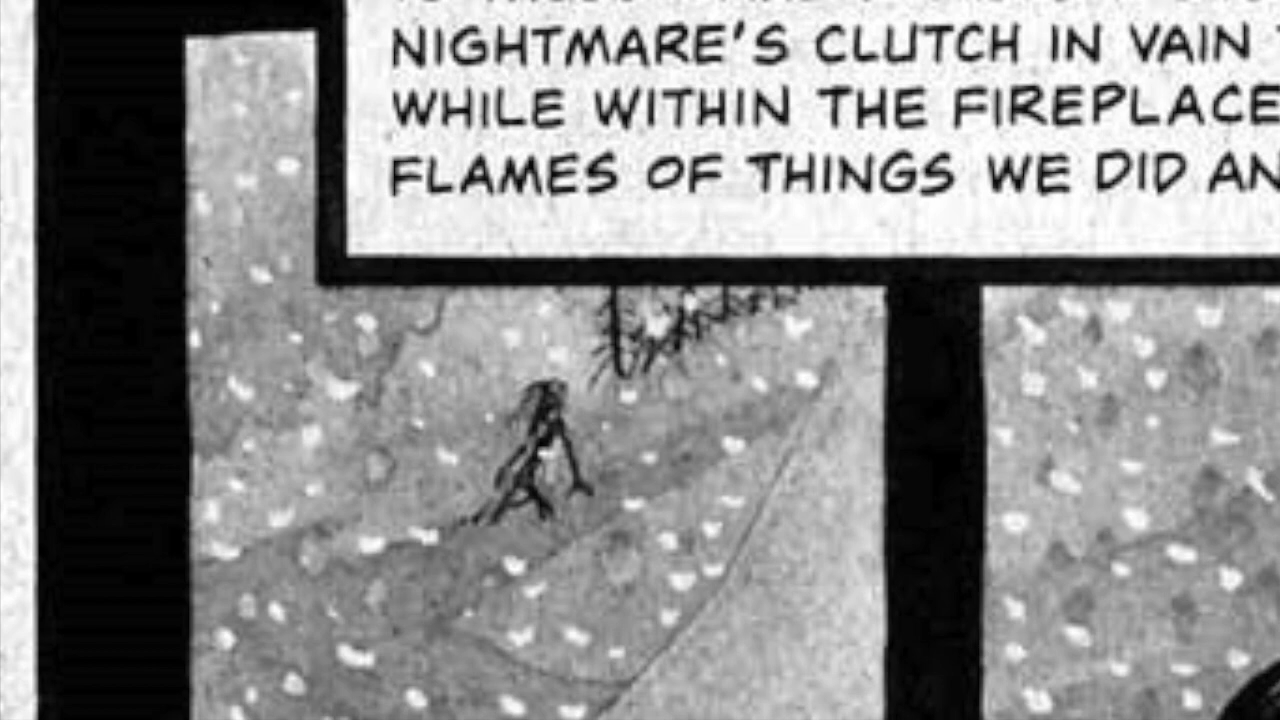 NIGHTMARE'S CLUTCH IN VAIN
WHILE WITHIN THE FIREPLACE
FLAMES OF THINGS WE DID